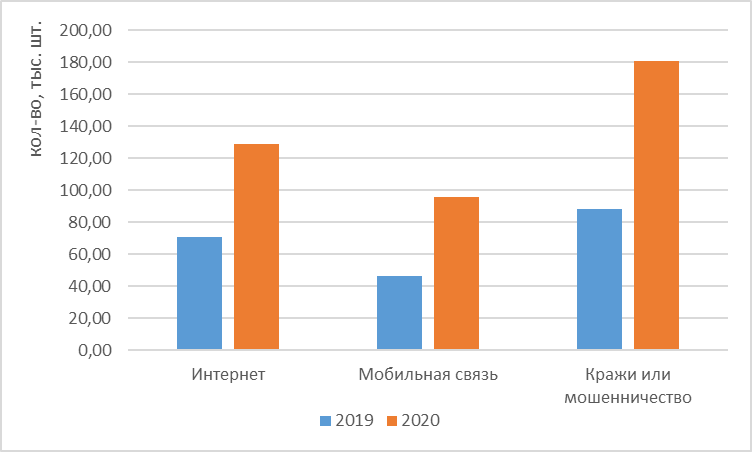 кол-во, тыс. шт.
200,00
180,00
160,00
140,00
120,00
100,00
80,00
60,00
40,00
20,00
0,00
Интернет
Мобильная связь
Кражи или
мошенничество
2019
2020